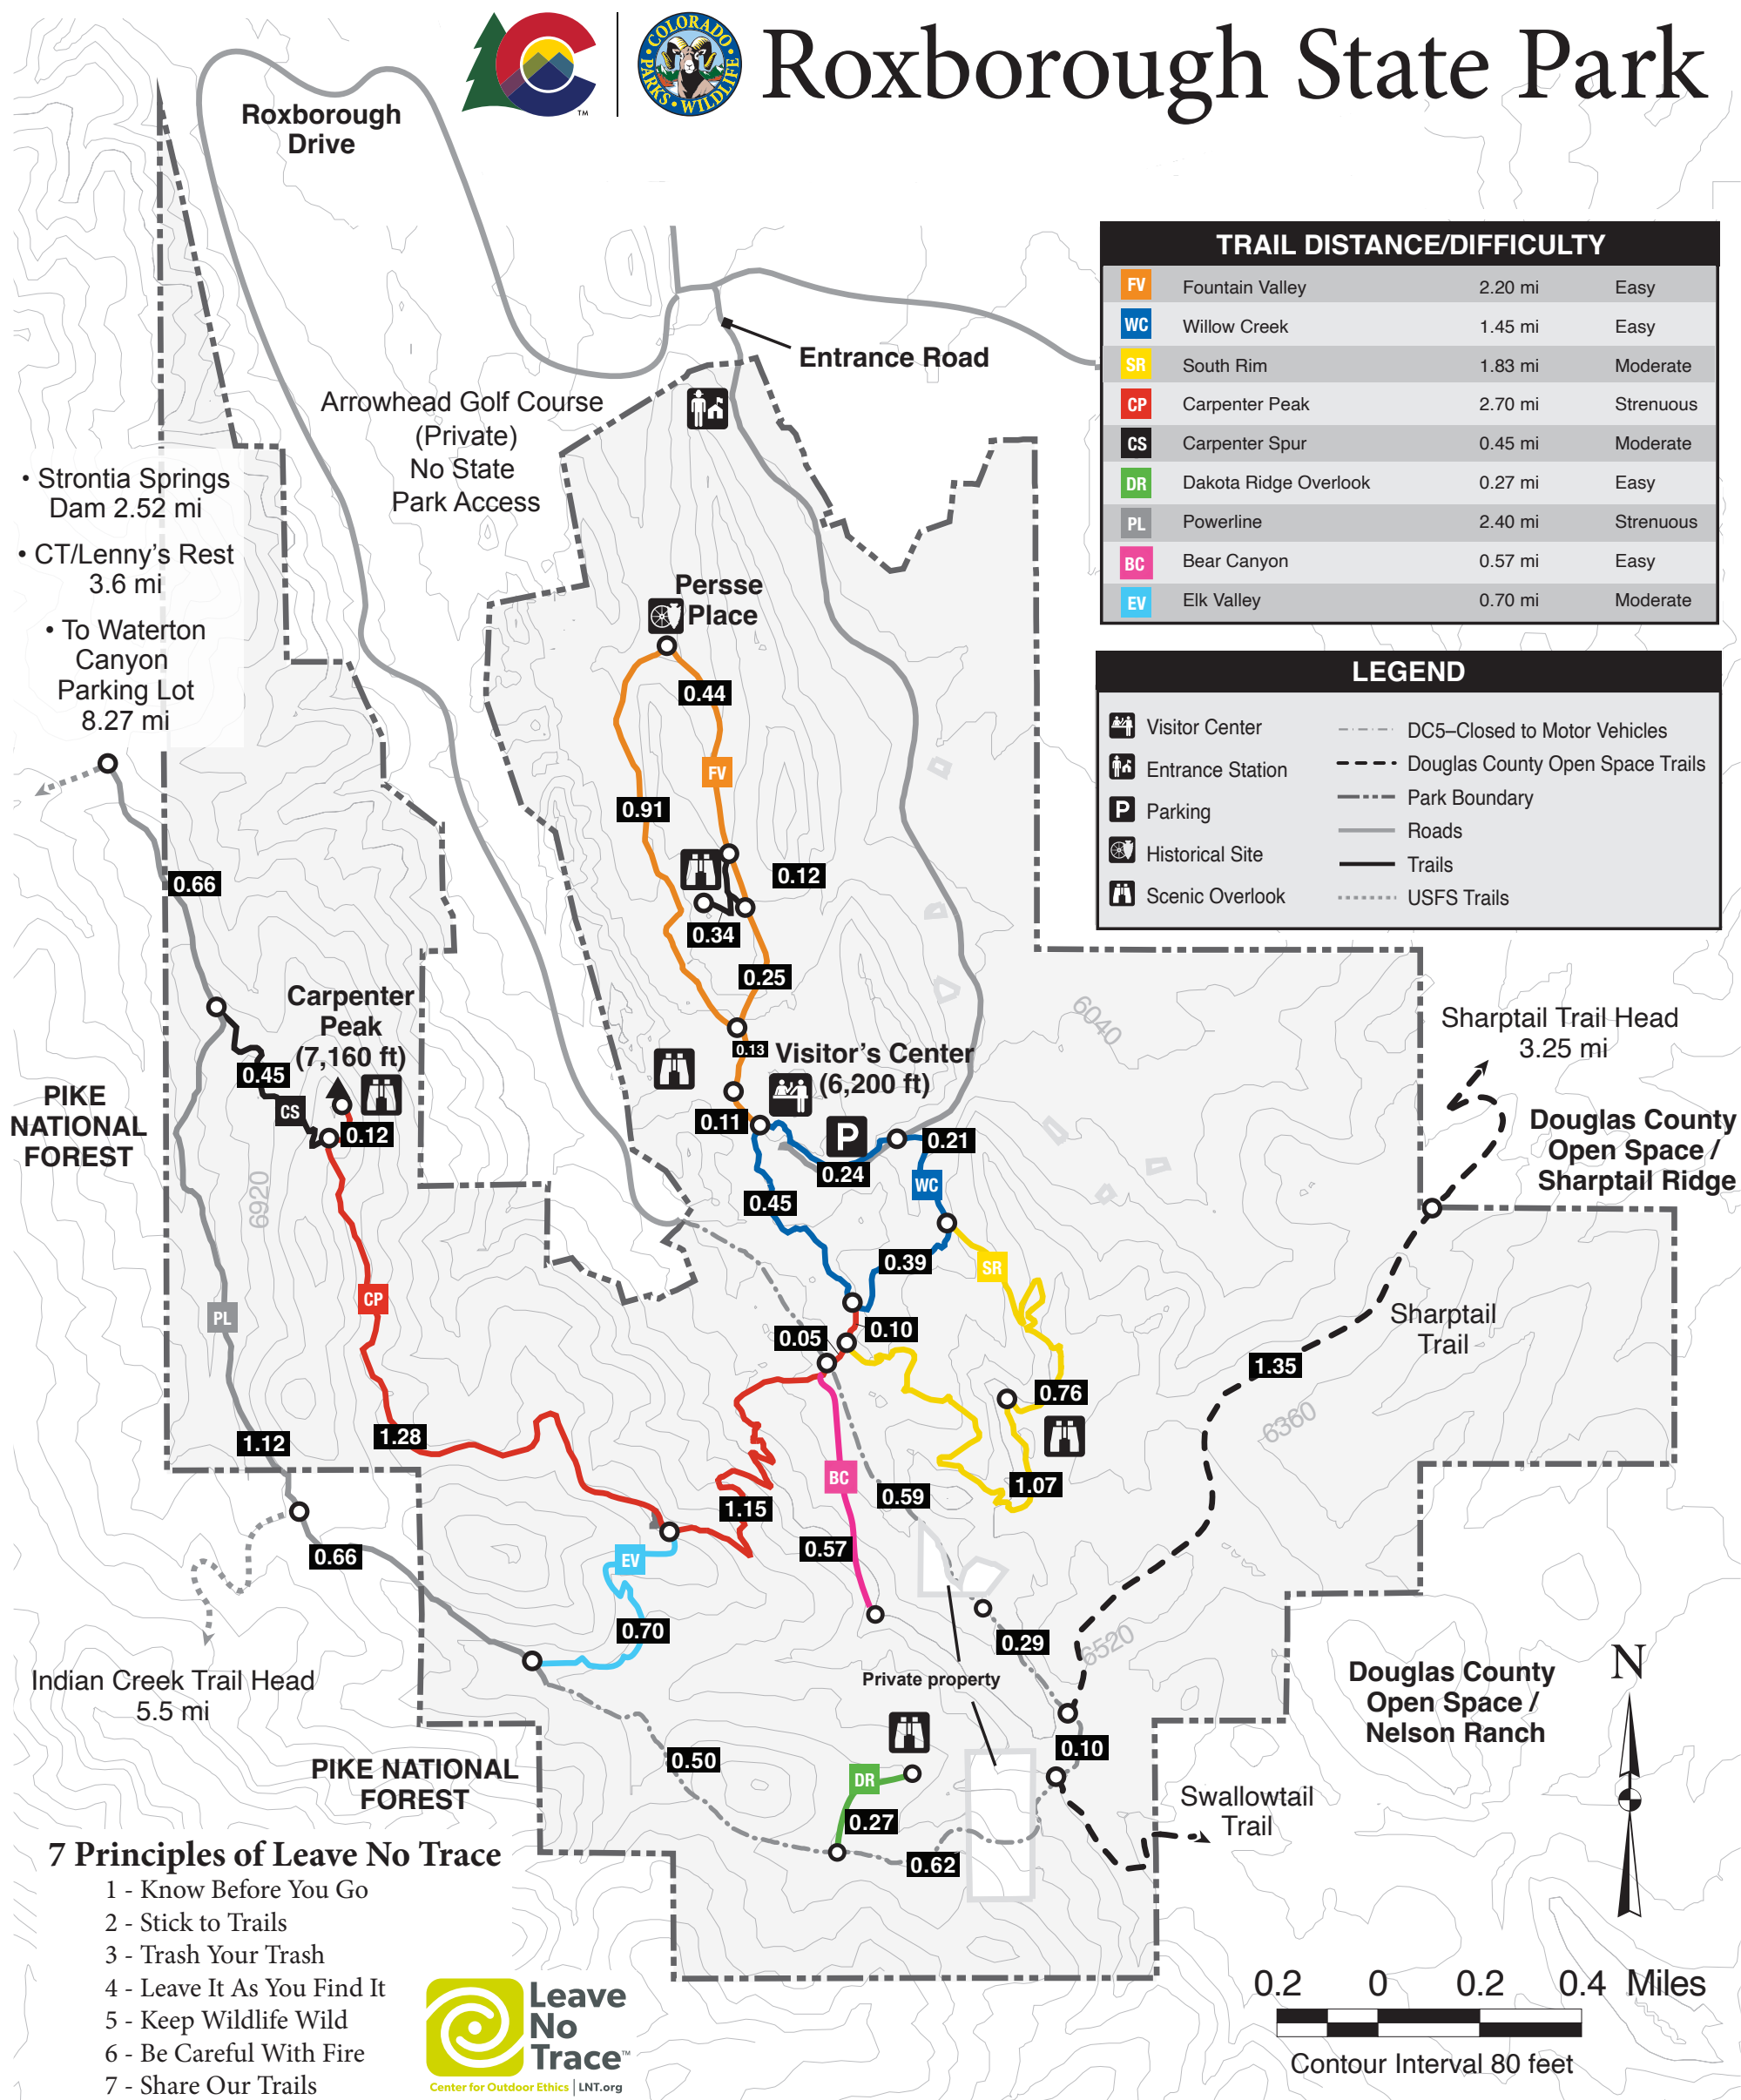 COLORADO
PARKS • WILDLIFE
TM
Roxborough State Park
Roxborough
Drive
Entrance Road
Arrowhead Golf Course
(Private)
No State
Park Access
TRAIL DISTANCE/DIFFICULTY
FV Fountain Valley 2.20 mi Easy
WC Willow Creek 1.45 mi Easy
SR South Rim 1.83 mi Moderate
CP Carpenter Peak 2.70 mi Strenuous
CS Carpenter Spur 0.45 mi Moderate
DR Dakota Ridge Overlook 0.27 mi Easy
PL Powerline 2.40 mi Strenuous
BC Bear Canyon 0.57 mi Easy
EV Elk Valley 0.70 mi Moderate
LEGEND
Visitor Center
Entrance Station
P Parking
Historical Site
Scenic Overlook
DC5–Closed to Motor Vehicles
Douglas County Open Space Trails
Park Boundary
Roads
Trails
USFS Trails
• Strontia Springs
Dam 2.52 mi
• CT/Lenny's Rest
3.6 mi
• To Waterton
Canyon
Parking Lot
8.27 mi
Persse
Place
0.44
FV
0.91
0.12
0.34
0.25
0.66
Carpenter
Peak
(7,160 ft)
0.45
CS
0.12
PIKE
NATIONAL
FOREST
6920
0.13
Visitor's Center
(6,200 ft)
0.11
P
0.21
0.24
WC
0.45
0.39
SR
6040
Sharptail Trail Head
3.25 mi
Douglas County
Open Space /
Sharptail Ridge
PL
CP
0.10
0.05
Sharptail
Trail
1.35
0.76
6360
1.12
1.28
BC
1.07
0.59
1.15
0.57
0.66
EV
0.70
0.29
6520
Private property
Indian Creek Trail Head
5.5 mi
Douglas County
Open Space /
Nelson Ranch
N
0.10
0.50
DR
0.27
0.62
Swallowtail
Trail
PIKE NATIONAL
FOREST
7 Principles of Leave No Trace
1 - Know Before You Go
2 - Stick to Trails
3 - Trash Your Trash
4 - Leave It As You Find It
5 - Keep Wildlife Wild
6 - Be Careful With Fire
7 - Share Our Trails
Leave
No
Trace™
Center for Outdoor Ethics | LNT.org
0.2 0 0.2 0.4 Miles
Contour Interval 80 feet